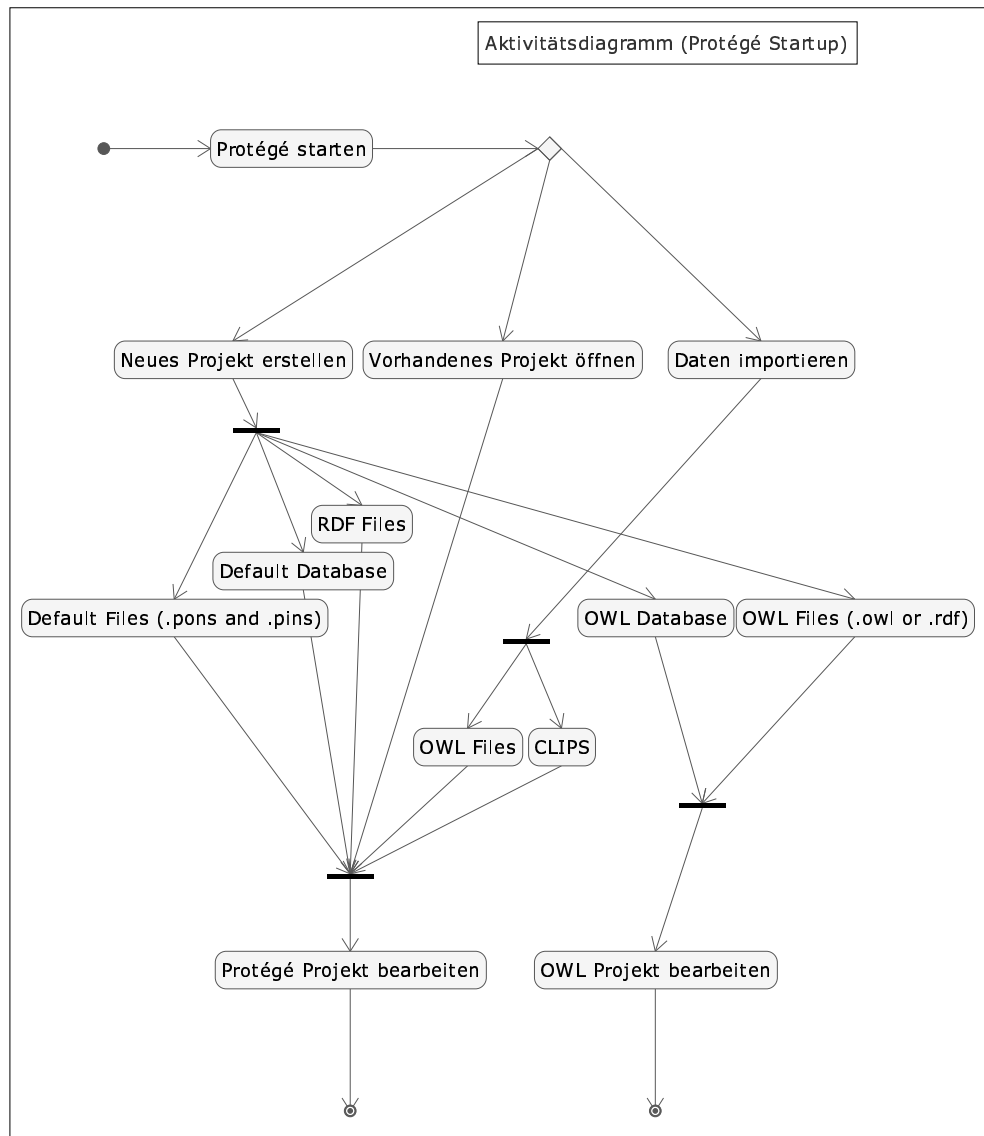 Aktivitätsdiagramm (Protégé Startup)
Protégé starten
Neues Projekt erstellen
Vorhandenes Projekt öffnen
Daten importieren
RDF Files
Default Database
Default Files (.pons and .pins)
OWL Database
OWL Files (.owl or .rdf)
OWL Files
CLIPS
Protégé Projekt bearbeiten
OWL Projekt bearbeiten